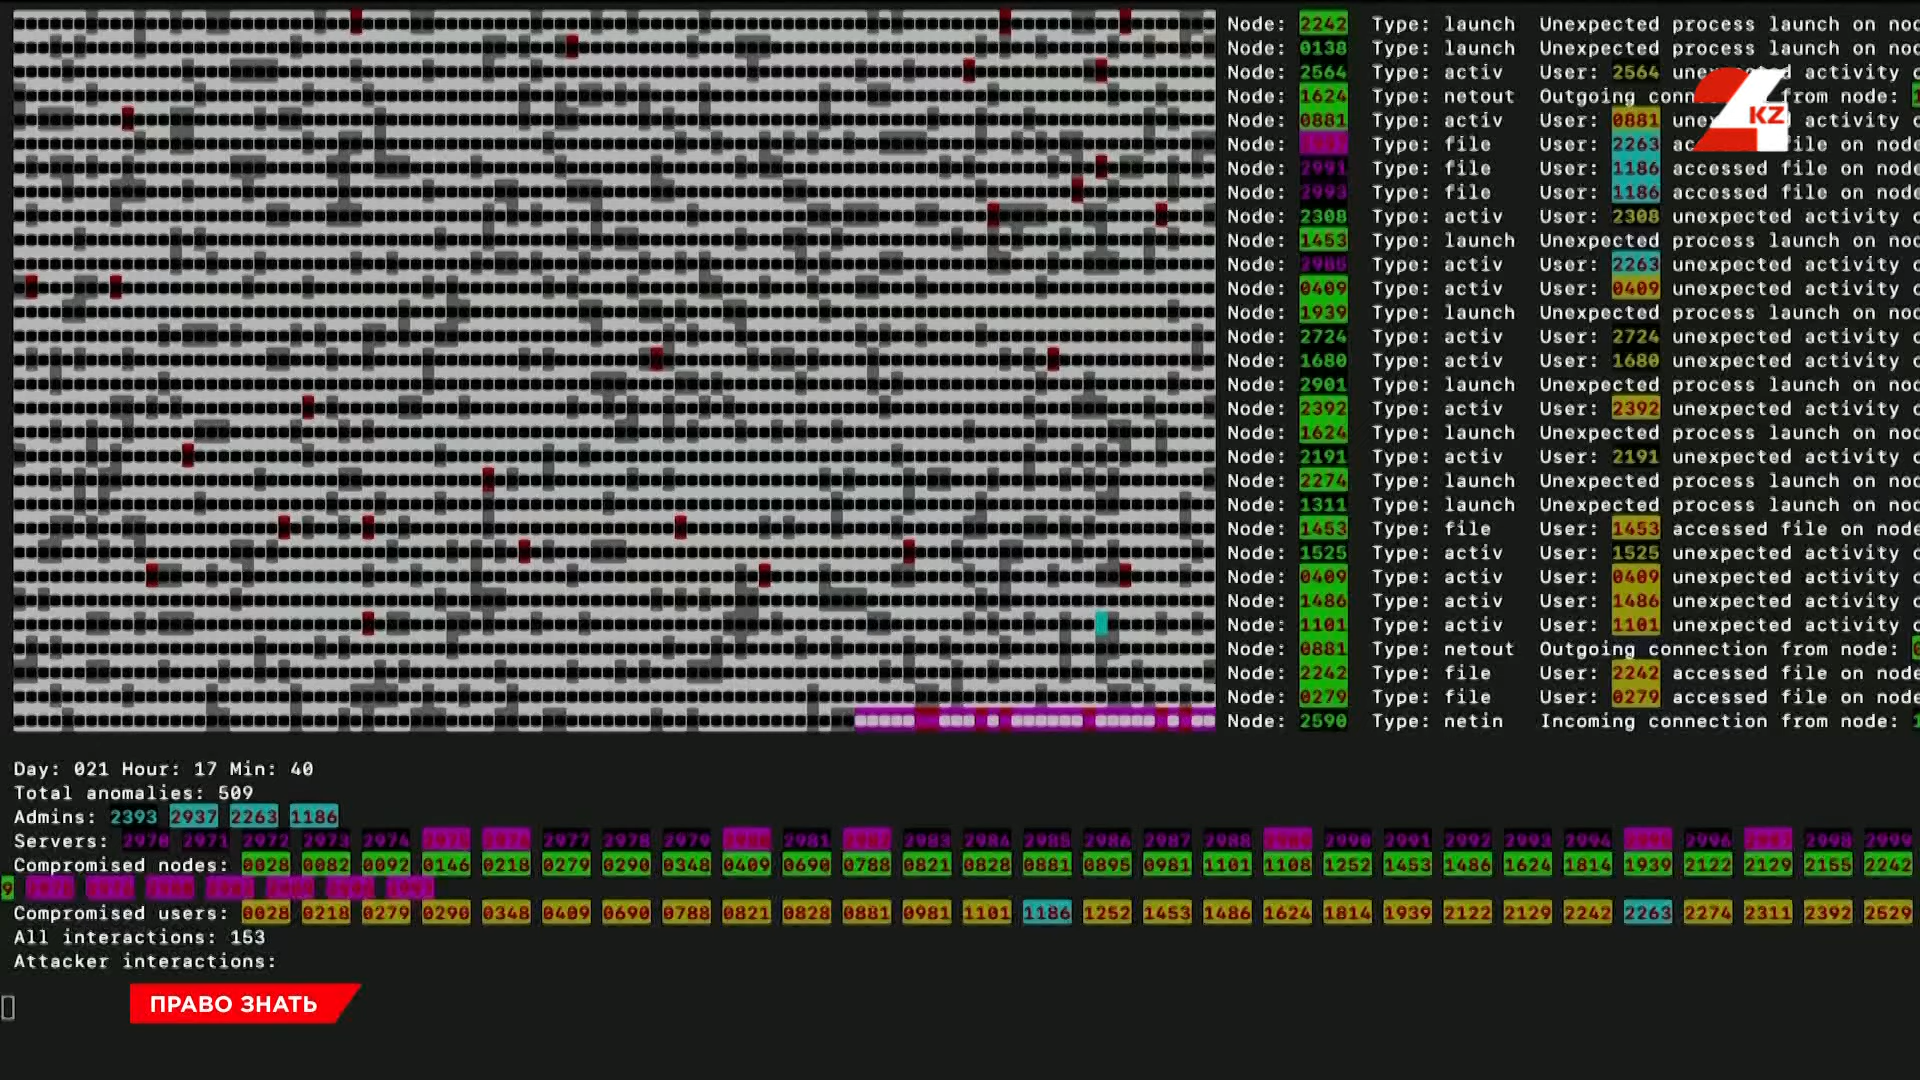 Node: 2242 Type: launch Unexpected process launch on
Node: 0138 Type: launch Unexpected process launch on
Node: 2564 Type: activ User: 2564 activity
Node: 1624 Type: netout Outgoing from node:
Node: 0881 Type: activ User: 0881 activity
Node: Type: file User: 2263 file on node
Node: 2991 Type: file User: 1186 accessed file on node
Node: 2993 Type: file User: 1186 accessed file on node
Node: 2308 Type: activ User: 2308 unexpected activity
Node: 1453 Type: launch Unexpected process launch on
Node: 2985 Type: activ User: 2263 unexpected activity
Node: 0409 Type: activ User: 0409 unexpected activity
Node: 1939 Type: launch Unexpected process launch on
Node: 2724 Type: activ User: 2724 unexpected activity
Node: 1680 Type: activ User: 1680 unexpected activity
Node: 2901 Type: launch Unexpected process launch on
Node: 2392 Type: activ User: 2392 unexpected activity
Node: 1624 Type: launch Unexpected process launch on
Node: 2191 Type: activ User: 2191 unexpected activity
Node: 2274 Type: launch Unexpected process launch on
Node: 1311 Type: launch Unexpected process launch on
Node: 1453 Type: file User: 1453 accessed file on node
Node: 1525 Type: activ User: 1525 unexpected activity
Node: 0409 Type: activ User: 0409 unexpected activity
Node: 1486 Type: activ User: 1486 unexpected activity
Node: 1101 Type: activ User: 1101 unexpected activity
Node: 0881 Type: netout Outgoing connection from node:
Node: 2242 Type: file User: 2242 accessed file on node
Node: 0279 Type: file User: 0279 accessed file on node
Node: 2590 Type: netin Incoming connection from node:
24 KZ
Day: 021 Hour: 17 Min: 40
Total anomalies: 509
Admins: 2393 2937 2263 1186
Servers: 2970 2971 2972 2973 2974 2977 2978 2979 2981 2983 2984 2985 2986 2987 2988 2990 2991 2992 2993 2994 2996 2998 2999
Compromised nodes: 0028 0082 0092 0146 0218 0279 0290 0348 0409 0690 0788 0821 0828 0881 0895 0981 1101 1108 1252 1453 1486 1624 1814 1939 2122 2129 2155 2242
9
Compromised users: 0028 0218 0279 0290 0348 0409 0690 0788 0821 0828 0881 0981 1101 1186 1252 1453 1486 1624 1814 1939 2122 2129 2242 2263 2274 2311 2392 2529
All interactions: 153
Attacker interactions:
ПРАВО ЗНАТЬ